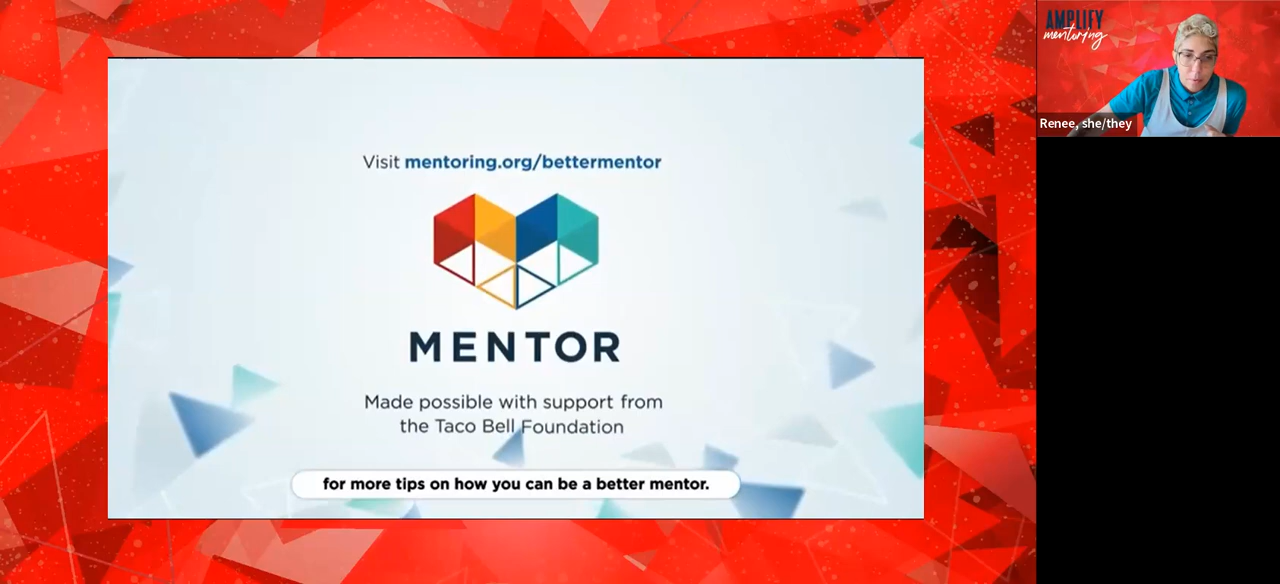 Visit mentoring.org/bettermentor
MENTOR
Made possible with support from
the Taco Bell Foundation
for more tips on how you can be a better mentor.
AMPLIFY
mentoring
Renee, she/they